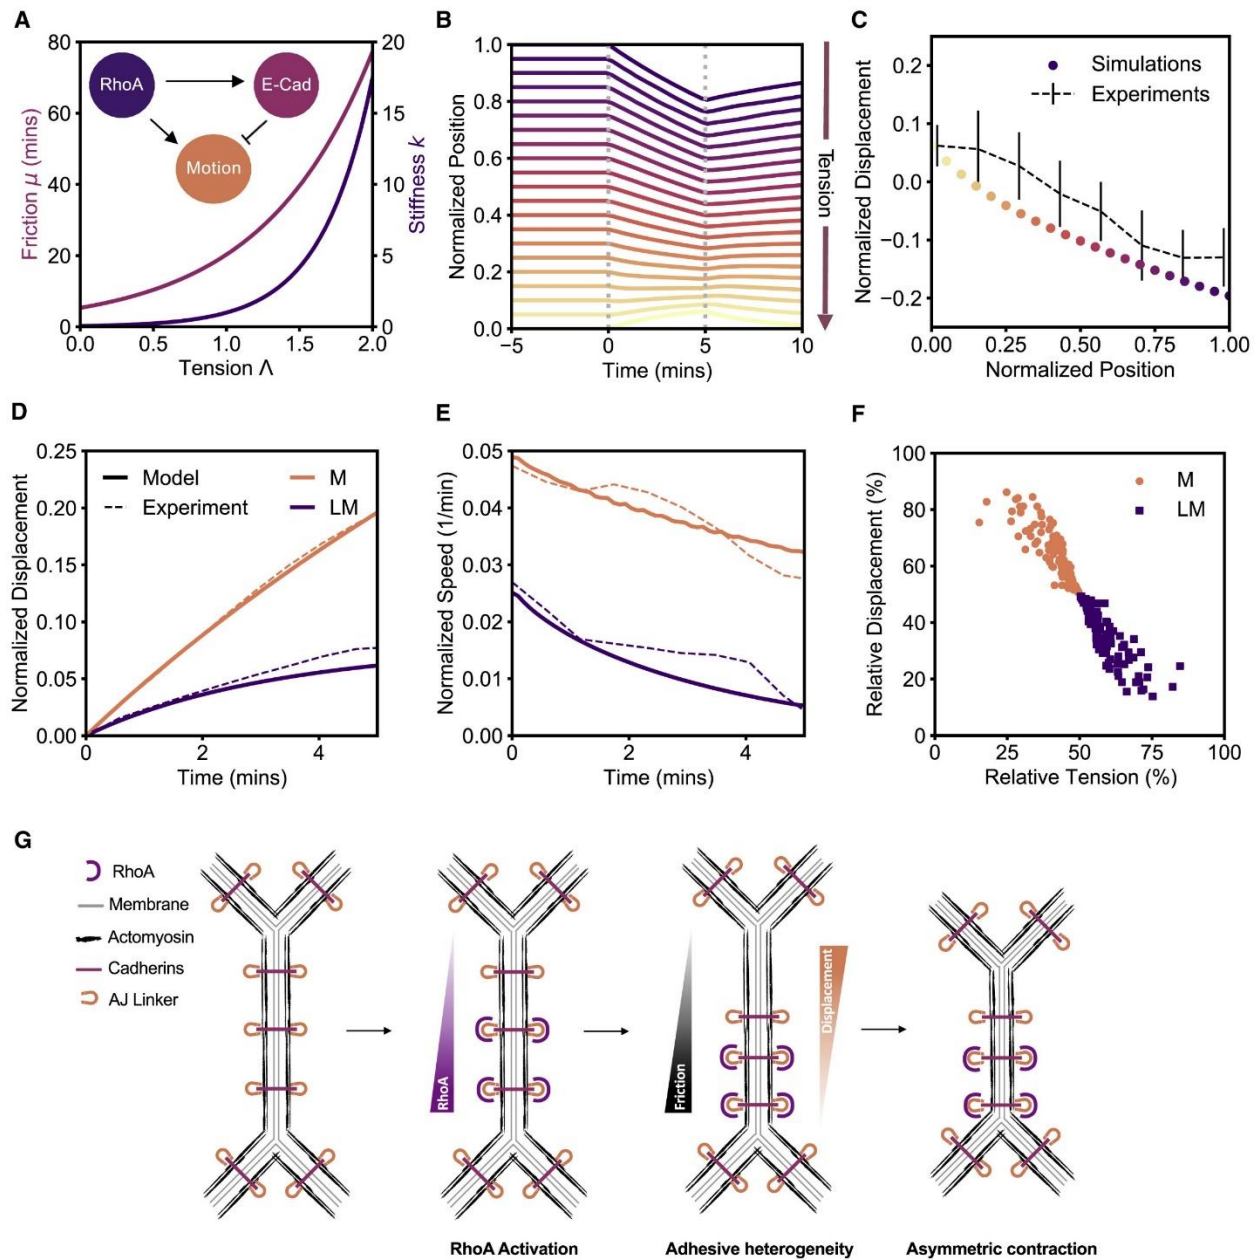 A
80
60
40
20
0
Friction μ (mins)
0.0
0.5
1.0
1.5
2.0
Tension Λ
20
15
10
5
0
Stiffness k
RhoA
E-Cad
Motion
B
1.0
0.8
0.6
0.4
0.2
0.0
Normalized Position
−5
0
5
10
Time (mins)
Tension
C
0.2
0.1
0.0
−0.1
−0.2
Normalized Displacement
0.00
0.25
0.50
0.75
1.00
Normalized Position
Simulations
Experiments
D
0.25
0.20
0.15
0.10
0.05
0.00
Normalized Displacement
0
2
4
Time (mins)
Model
Experiment
M
LM
E
0.05
0.04
0.03
0.02
0.01
0.00
Normalized Speed (1/min)
0
2
4
Time (mins)
F
100
80
60
40
20
0
Relative Displacement (%)
0
25
50
75
100
Relative Tension (%)
M
LM
G
RhoA
Membrane
Actomyosin
Cadherins
AJ Linker
RhoA
Friction
Displacement
RhoA Activation
Adhesive heterogeneity
Asymmetric contraction